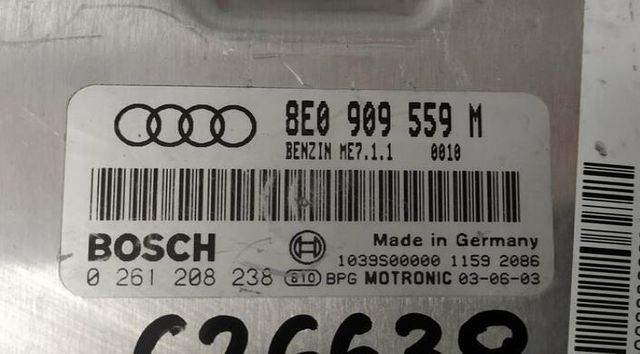 8E0 909 559 M
BENZIN ME7.1.1 0010
BOSCH
Made in Germany
1039S00000 1159 2086
0 261 208 238 610 BPG MOTRONIC 03-06-03
C26638